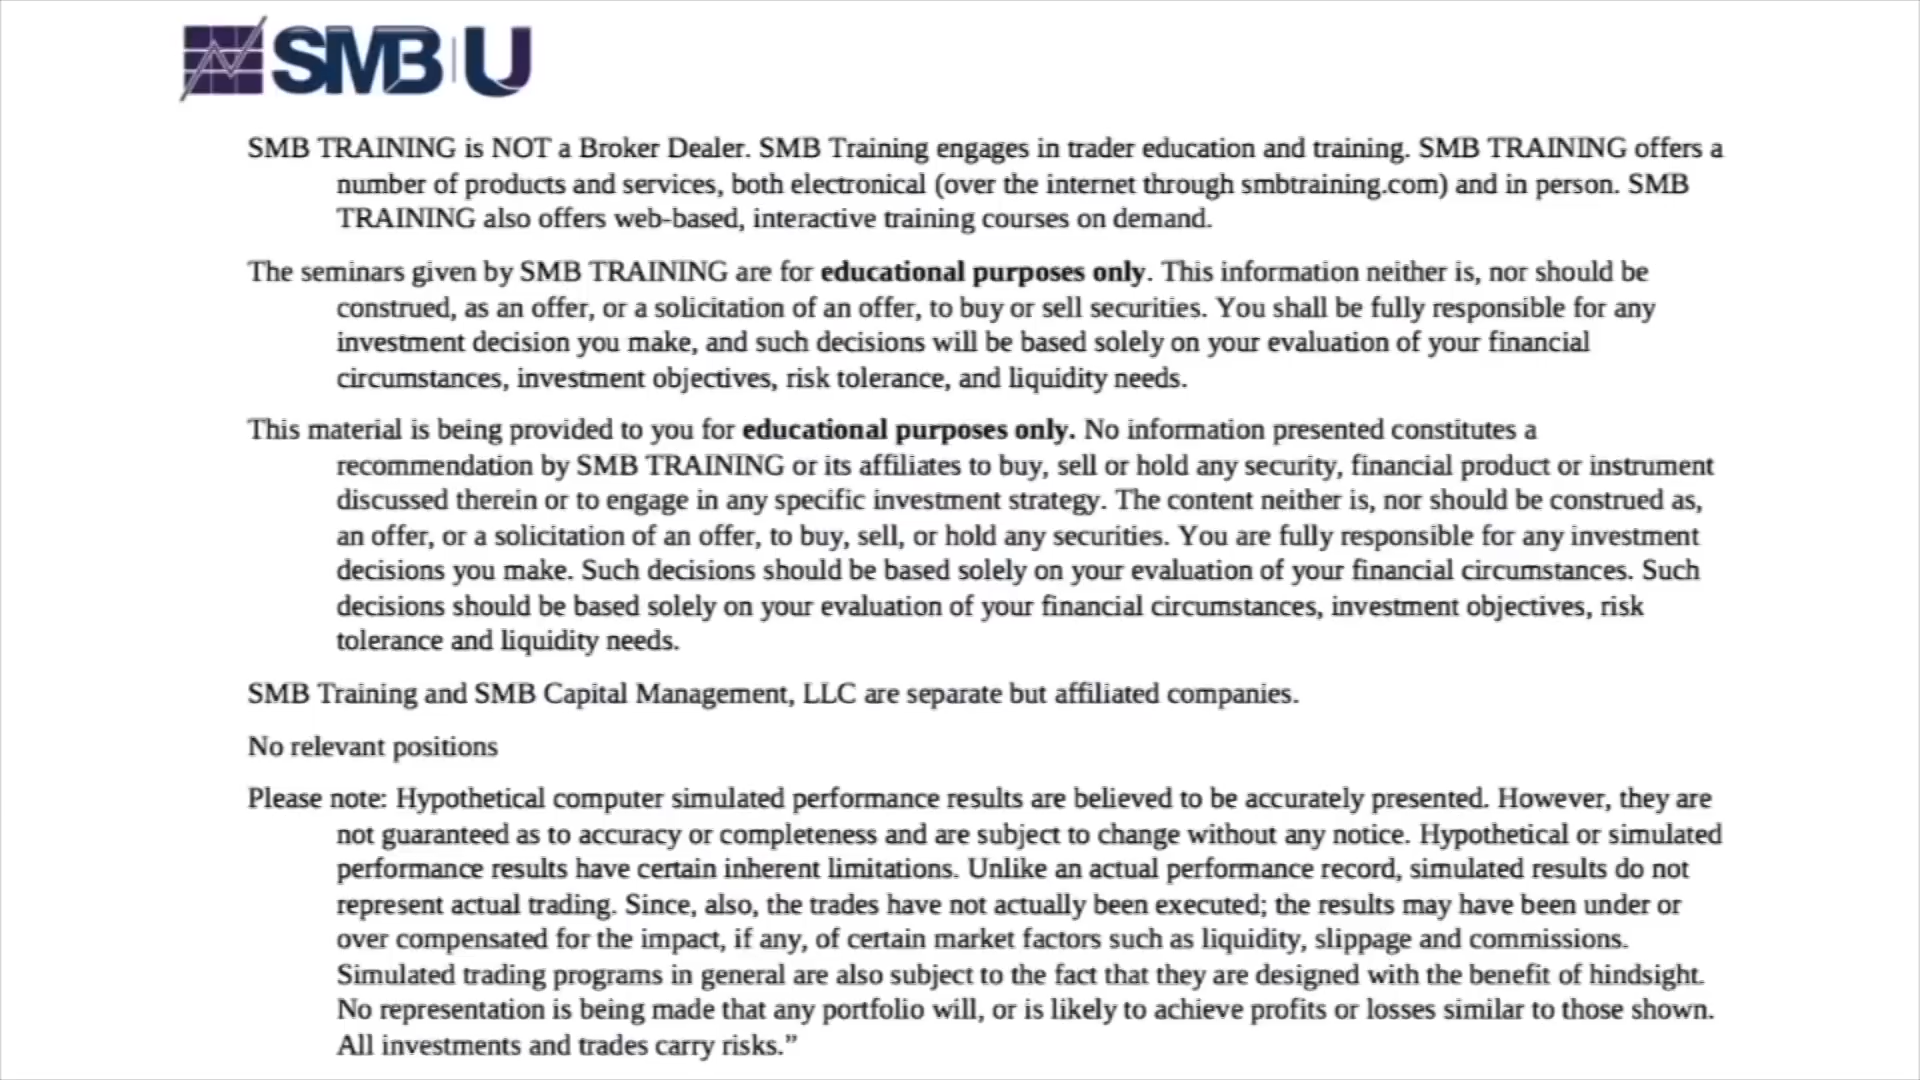 SMB U
SMB TRAINING is NOT a Broker Dealer. SMB Training engages in trader education and training. SMB TRAINING offers a
number of products and services, both electronical (over the internet through smbtraining.com) and in person. SMB
TRAINING also offers web-based, interactive training courses on demand.
The seminars given by SMB TRAINING are for educational purposes only. This information neither is, nor should be
construed, as an offer, or a solicitation of an offer, to buy or sell securities. You shall be fully responsible for any
investment decision you make, and such decisions will be based solely on your evaluation of your financial
circumstances, investment objectives, risk tolerance, and liquidity needs.
This material is being provided to you for educational purposes only. No information presented constitutes a
recommendation by SMB TRAINING or its affiliates to buy, sell or hold any security, financial product or instrument
discussed therein or to engage in any specific investment strategy. The content neither is, nor should be construed as,
an offer, or a solicitation of an offer, to buy, sell, or hold any securities. You are fully responsible for any investment
decisions you make. Such decisions should be based solely on your evaluation of your financial circumstances. Such
decisions should be based solely on your evaluation of your financial circumstances, investment objectives, risk
tolerance and liquidity needs.
SMB Training and SMB Capital Management, LLC are separate but affiliated companies.
No relevant positions
Please note: Hypothetical computer simulated performance results are believed to be accurately presented. However, they are
not guaranteed as to accuracy or completeness and are subject to change without any notice. Hypothetical or simulated
performance results have certain inherent limitations. Unlike an actual performance record, simulated results do not
represent actual trading. Since, also, the trades have not actually been executed; the results may have been under or
over compensated for the impact, if any, of certain market factors such as liquidity, slippage and commissions.
Simulated trading programs in general are also subject to the fact that they are designed with the benefit of hindsight.
No representation is being made that any portfolio will, or is likely to achieve profits or losses similar to those shown.
All investments and trades carry risks.”